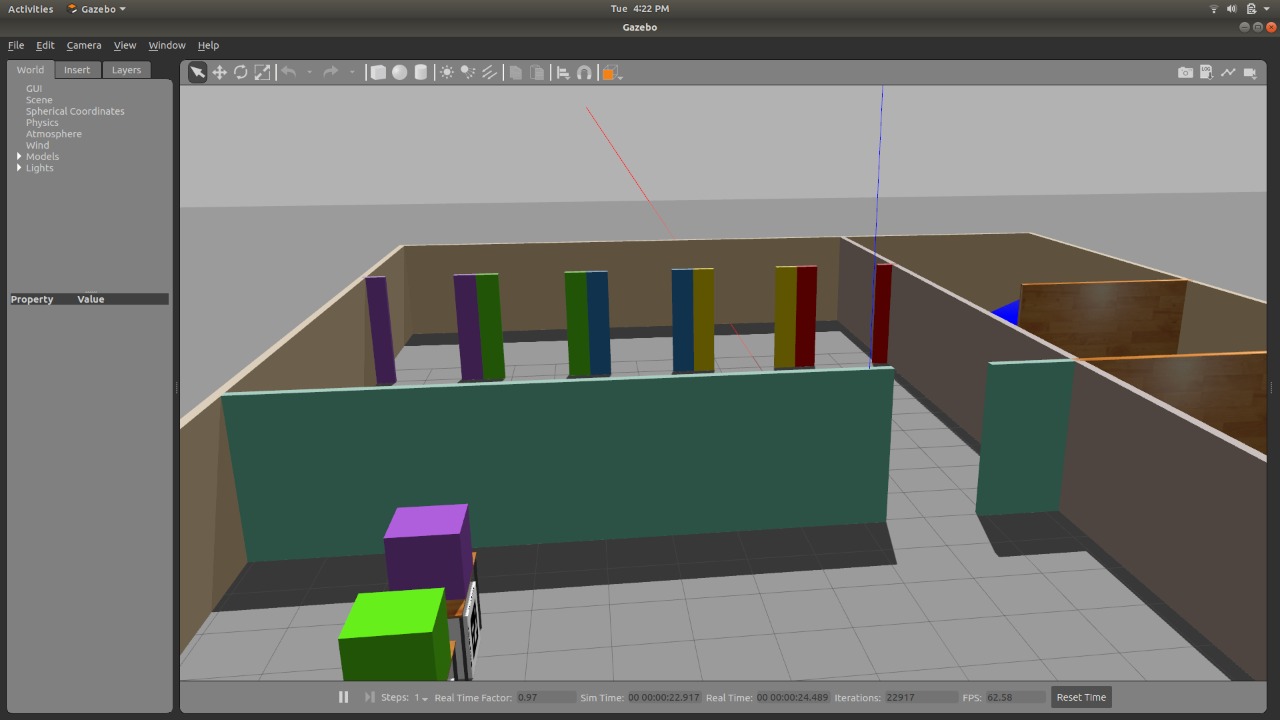 Activities Gazebo Tue 4:22 PM
Gazebo
File Edit Camera View Window Help
World Insert Layers
GUI
Scene
Spherical Coordinates
Physics
Atmosphere
Wind
Models
Lights
Property Value
Steps: 1 Real Time Factor: 0.97 Sim Time: 00 00:00:22.917 Real Time: 00 00:00:24.489 Iterations: 22917 FPS: 62.58 Reset Time